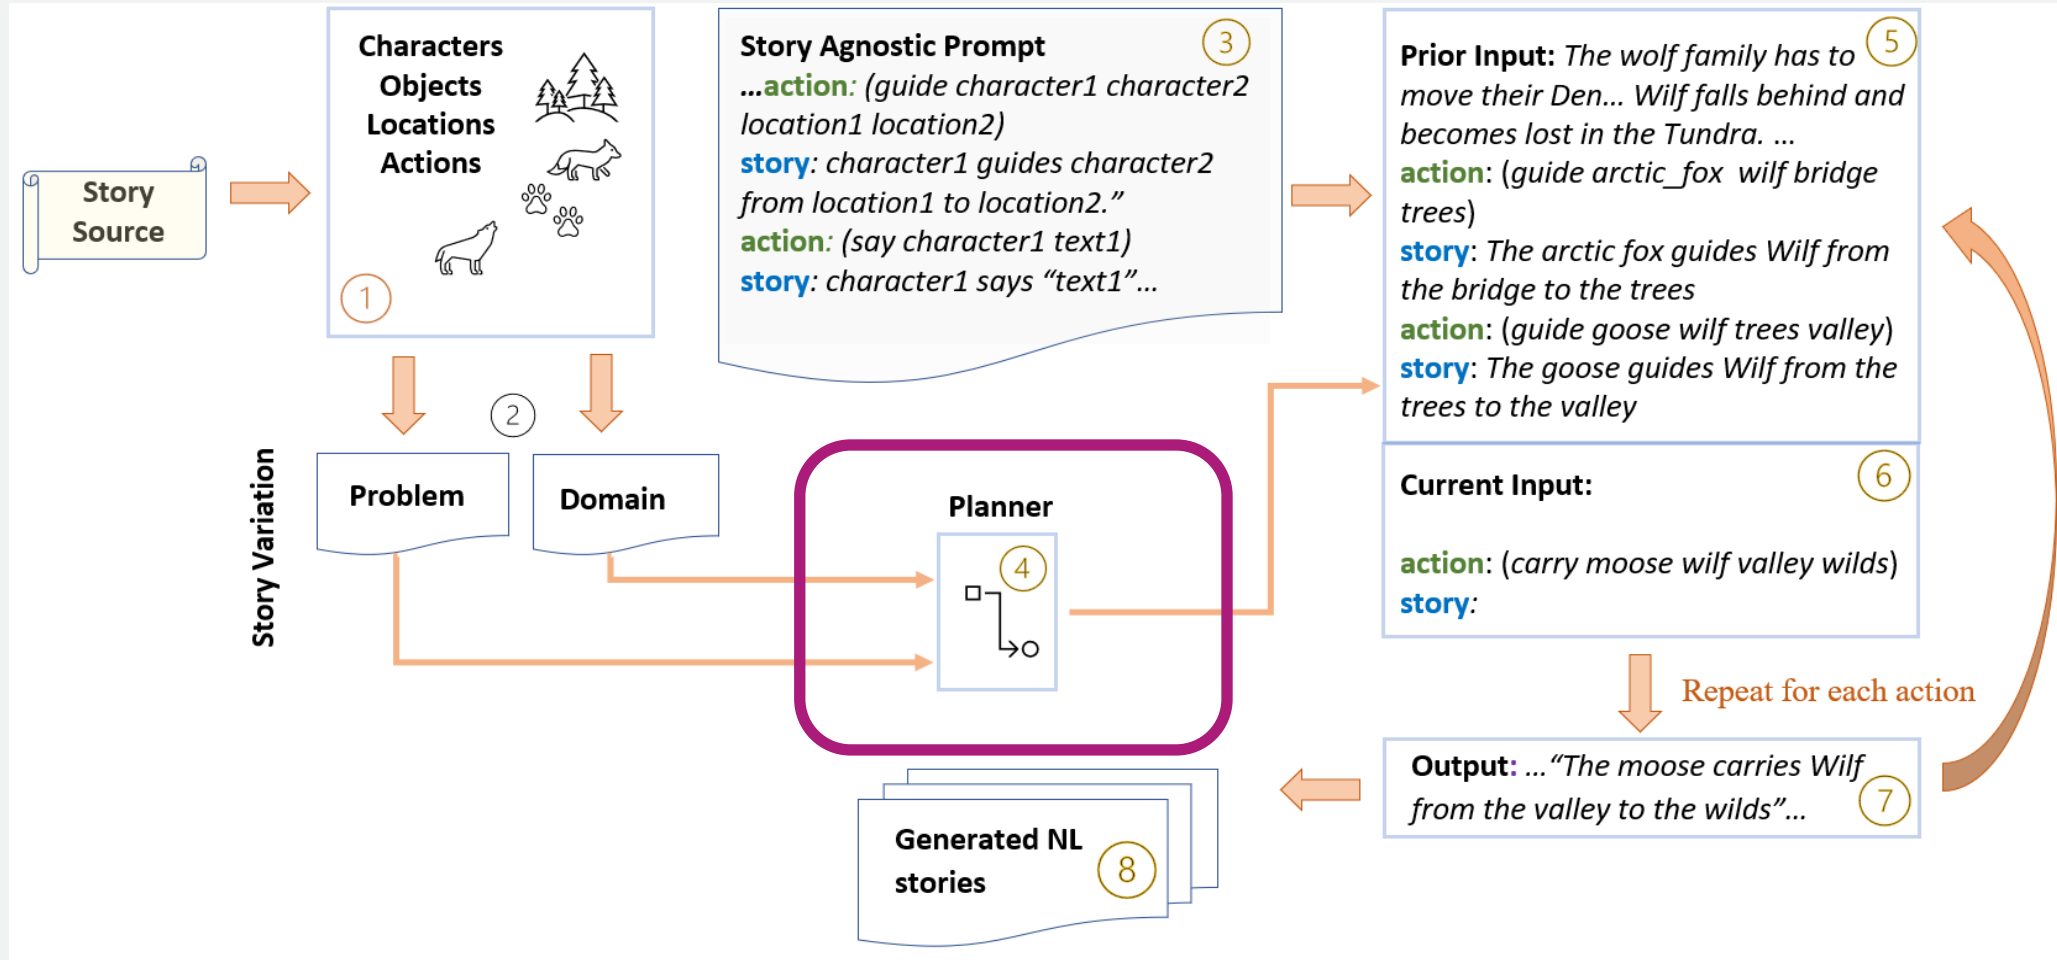 Story
Source
Characters
Objects
Locations
Actions
1
2
Story Variation
Problem
Domain
Story Agnostic Prompt
3
...action: (guide character1 character2
location1 location2)
story: character1 guides character2
from location1 to location2.”
action: (say character1 text1)
story: character1 says “text1”...
Planner
4
5
Prior Input: The wolf family has to
move their Den... Wilf falls behind and
becomes lost in the Tundra. ...
action: (guide arctic_fox wilf bridge
trees)
story: The arctic fox guides Wilf from
the bridge to the trees
action: (guide goose wilf trees valley)
story: The goose guides Wilf from the
trees to the valley
Current Input:
6
action: (carry moose wilf valley wilds)
story:
Repeat for each action
Output: ...“The moose carries Wilf
from the valley to the wilds”...
7
Generated NL
stories
8